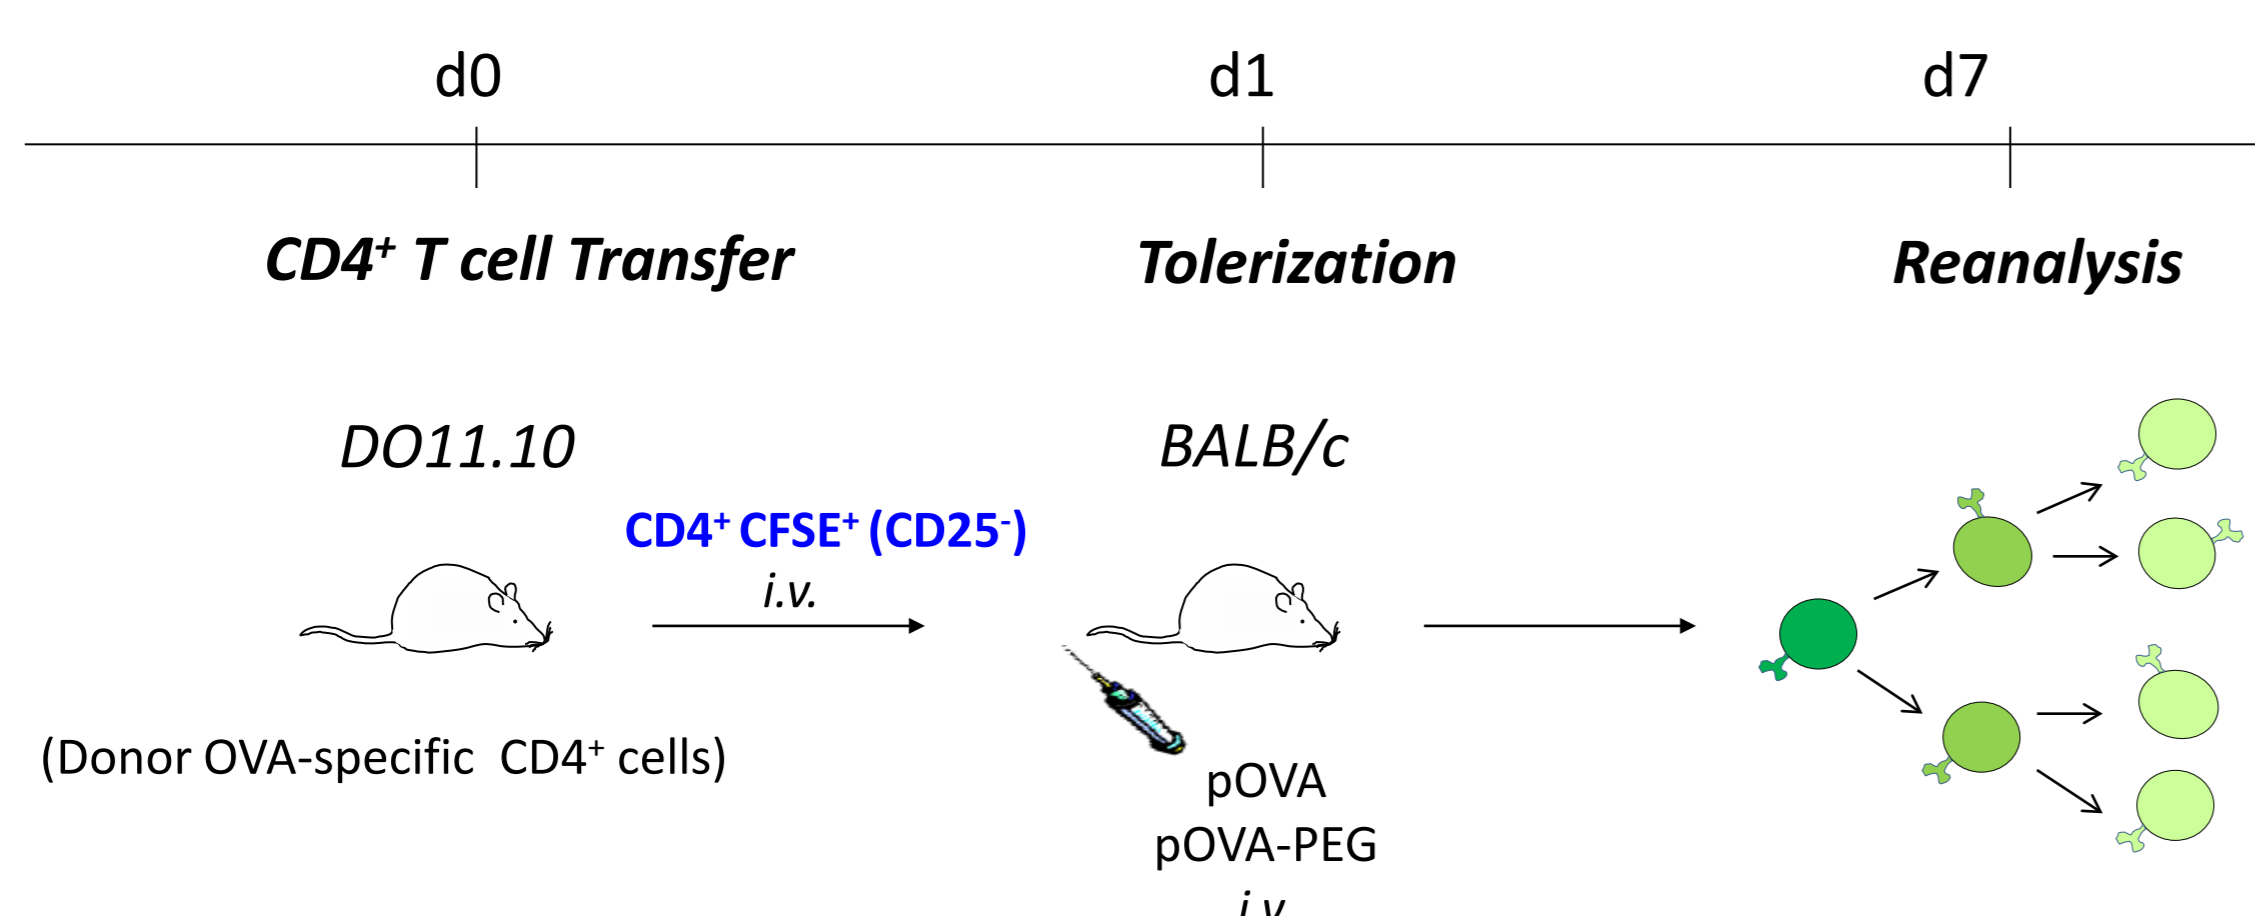 d0 d1 d7
CD4⁺ T cell Transfer Tolerization Reanalysis
DO11.10 BALB/c
CD4⁺ CFSE⁺ (CD25⁻)
i.v.
(Donor OVA-specific CD4⁺ cells)
pOVA
pOVA-PEG
i.v